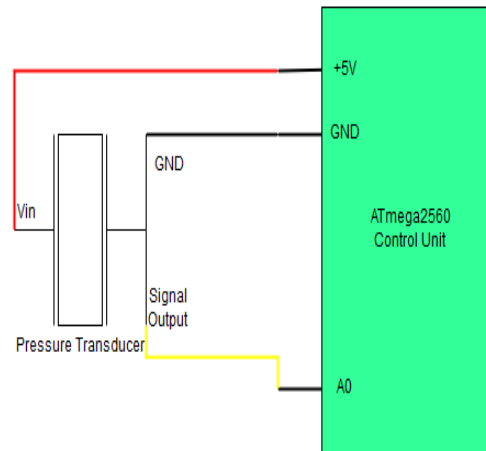 +5V
GND
GND
Vin
ATmega2560
Control Unit
Signal
Output
Pressure Transducer
A0